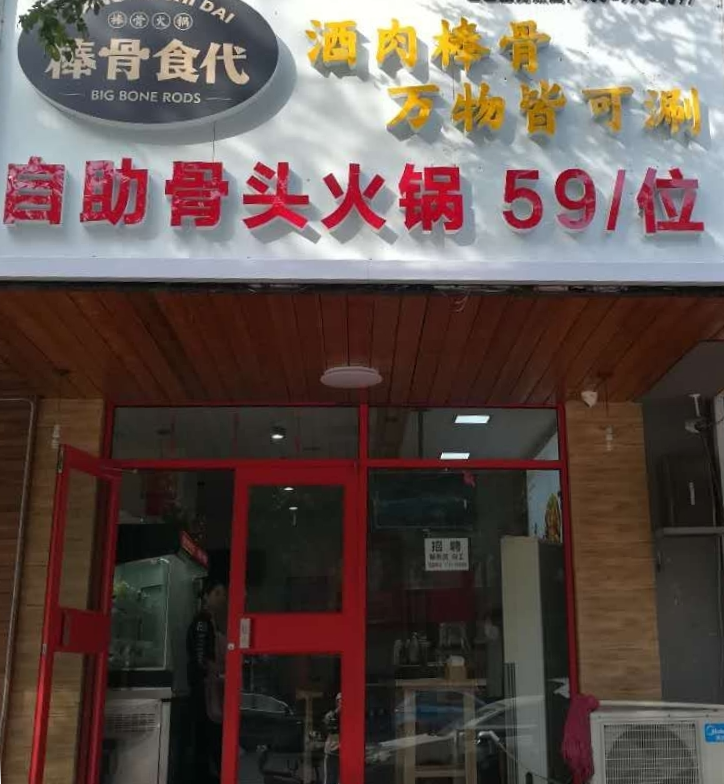 棒骨火锅
棒骨食代
BIG BONE RODS
酒肉棒骨
万物皆可涮
自助骨头火锅 59/位
招聘